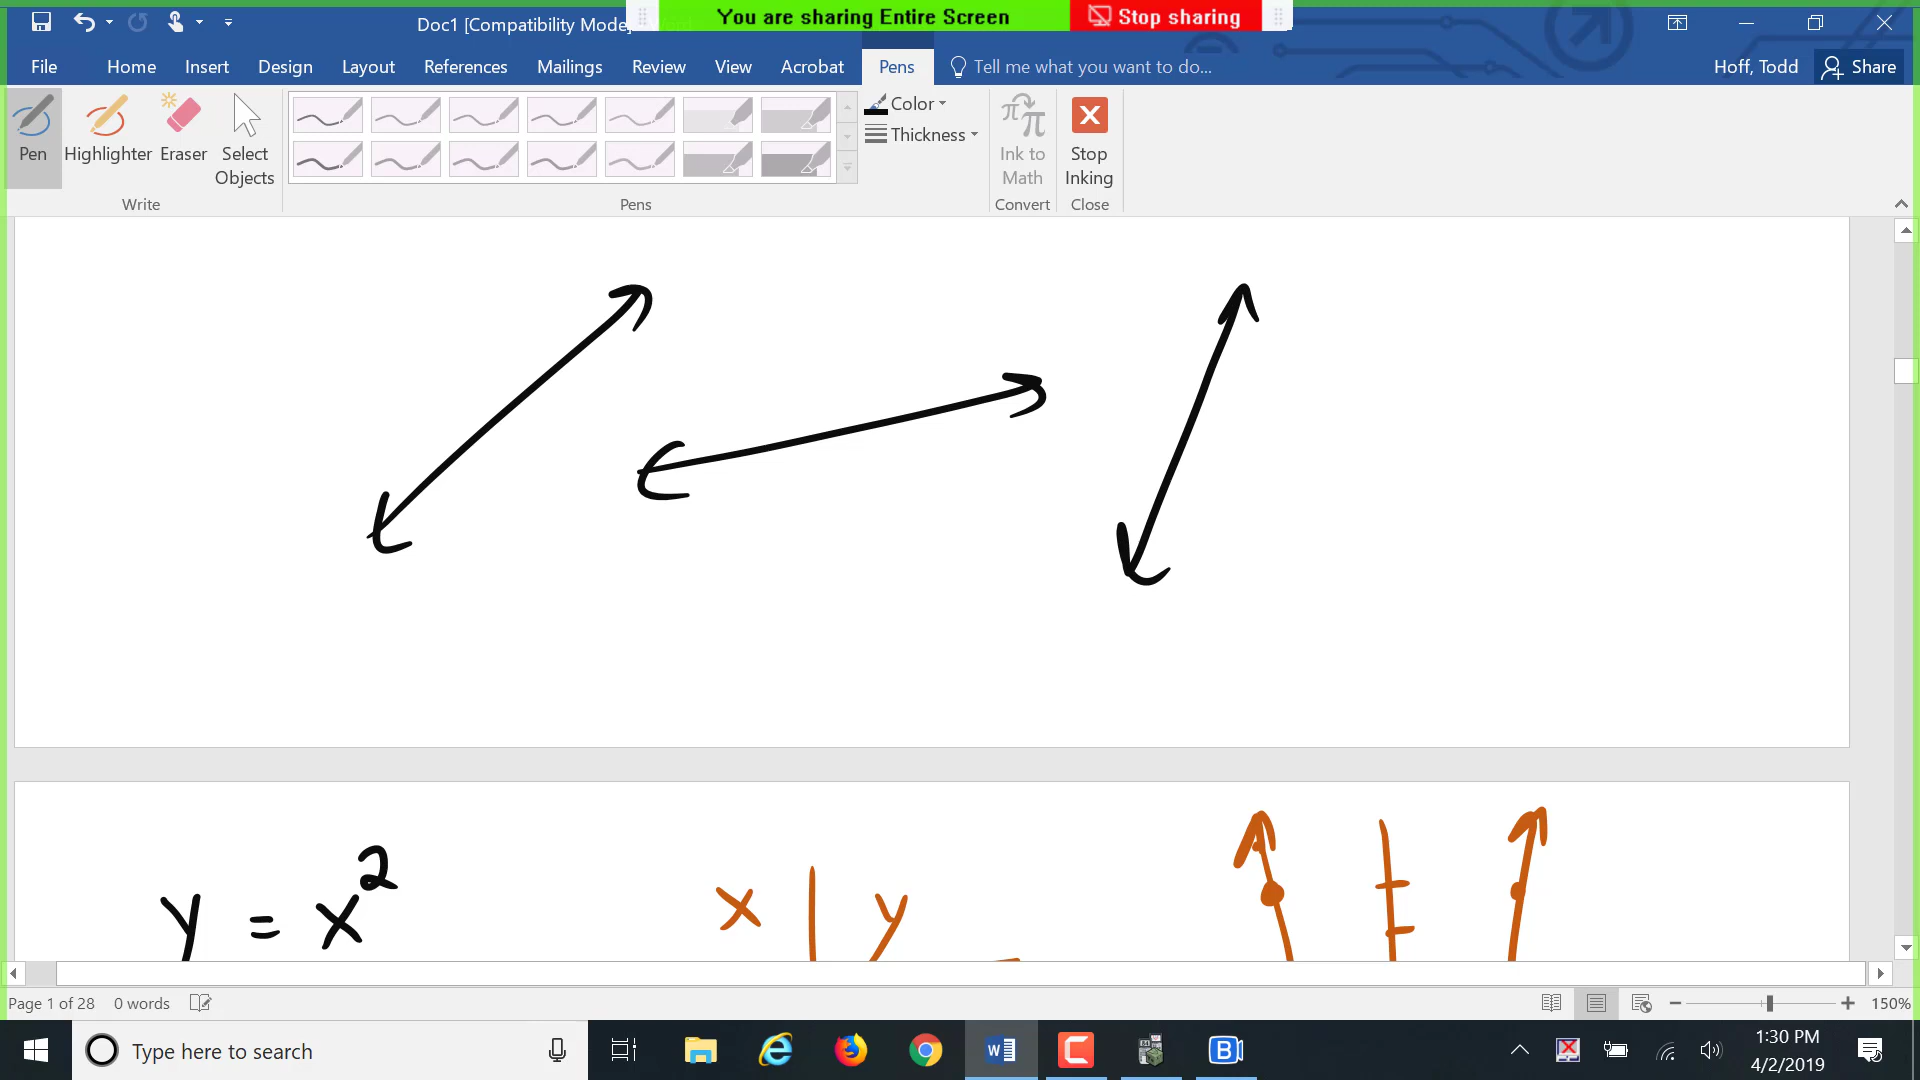 Doc1 [Compatibility Mode]
You are sharing Entire Screen
Stop sharing
File Home Insert Design Layout References Mailings Review View Acrobat Pens Tell me what you want to do... Hoff, Todd Share
Pen Highlighter Eraser Select Objects
Color
Thickness
Ink to Math
Stop Inking
Write Pens Convert Close
y = x²
x | y
Page 1 of 28 0 words 150%
Type here to search
1:30 PM
4/2/2019